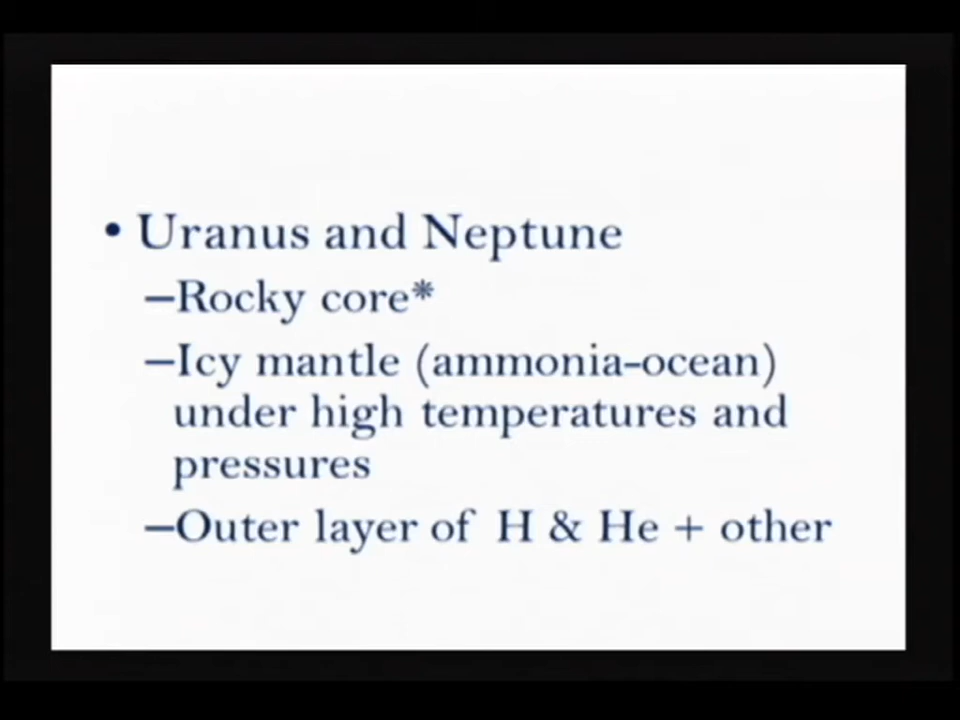 • Uranus and Neptune
–Rocky core*
–Icy mantle (ammonia-ocean)
under high temperatures and
pressures
–Outer layer of H & He + other